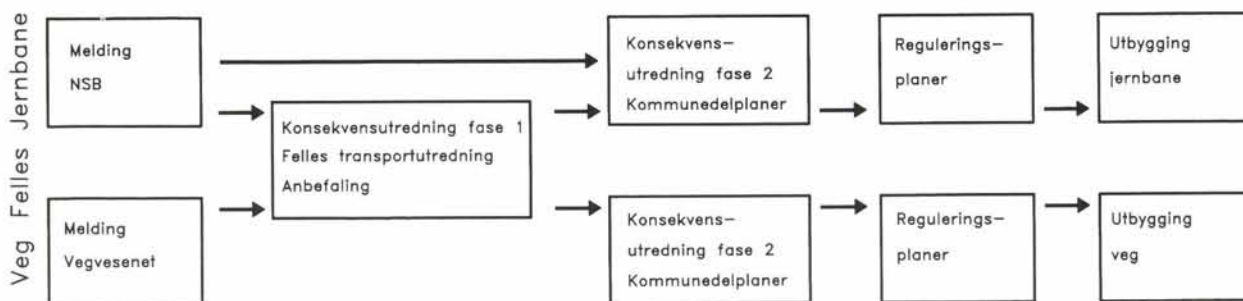 Jernbane
Melding
NSB
Konsekvens-
utredning fase 2
Kommunedelplaner
Regulerings-
planer
Utbygging
jernbane
Felles
Konsekvensutredning fase 1
Felles transportutredning
Anbefaling
Veg
Melding
Vegvesenet
Konsekvens-
utredning fase 2
Kommunedelplaner
Regulerings-
planer
Utbygging
veg